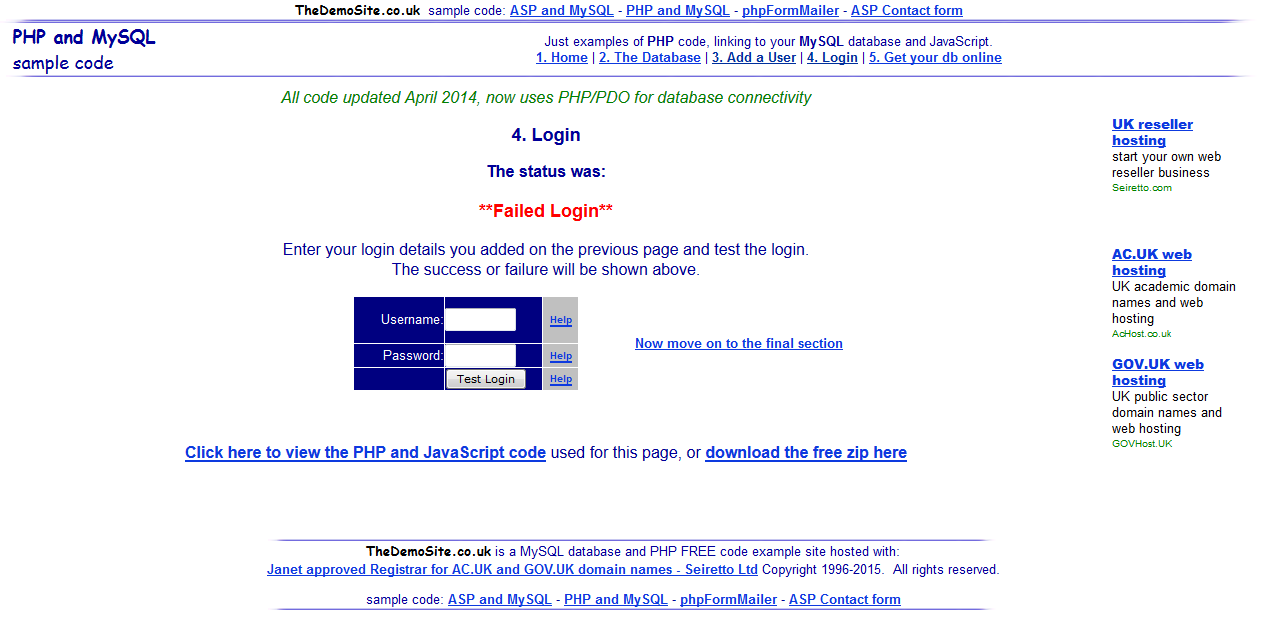 TheDemoSite.co.uk sample code: ASP and MySQL - PHP and MySQL - phpFormMailer - ASP Contact form
PHP and MySQL
sample code
Just examples of PHP code, linking to your MySQL database and JavaScript.
1. Home | 2. The Database | 3. Add a User | 4. Login | 5. Get your db online
All code updated April 2014, now uses PHP/PDO for database connectivity
4. Login
The status was:
**Failed Login**
Enter your login details you added on the previous page and test the login.
The success or failure will be shown above.
Username: Help
Password: Help
Test Login Help
Now move on to the final section
Click here to view the PHP and JavaScript code used for this page, or download the free zip here
UK reseller
hosting
start your own web
reseller business
Seiretto.com
AC.UK web
hosting
UK academic domain
names and web
hosting
AcHost.co.uk
GOV.UK web
hosting
UK public sector
domain names and
web hosting
GOVHost.UK
TheDemoSite.co.uk is a MySQL database and PHP FREE code example site hosted with:
Janet approved Registrar for AC.UK and GOV.UK domain names - Seiretto Ltd Copyright 1996-2015. All rights reserved.
sample code: ASP and MySQL - PHP and MySQL - phpFormMailer - ASP Contact form